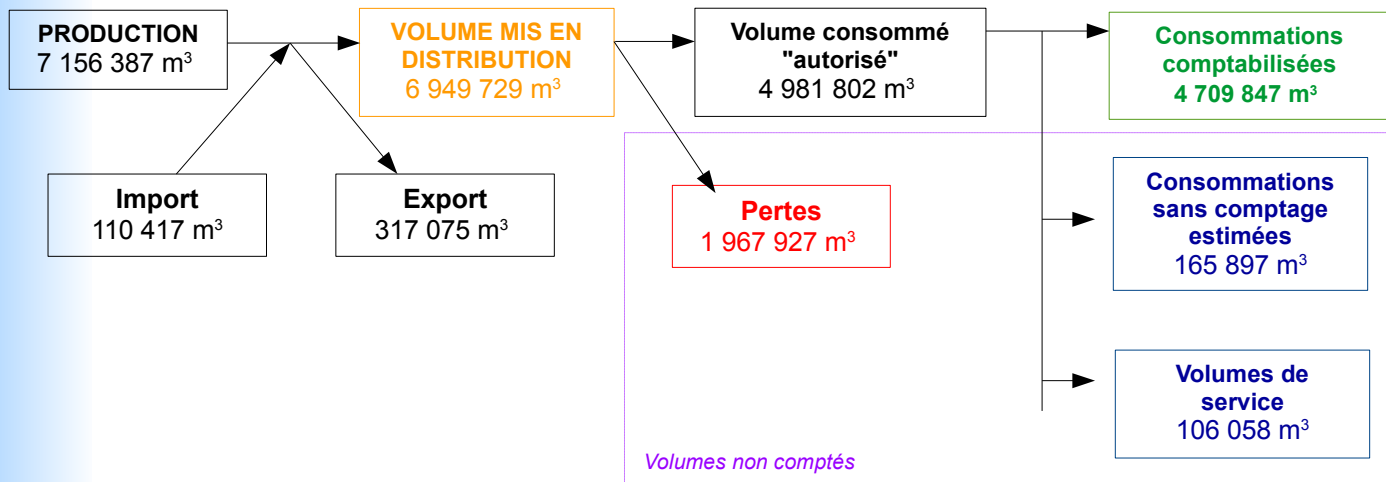 PRODUCTION
7 156 387 m³
VOLUME MIS EN
DISTRIBUTION
6 949 729 m³
Volume consommé
"autorisé"
4 981 802 m³
Consommations
comptabilisées
4 709 847 m³
Import
110 417 m³
Export
317 075 m³
Pertes
1 967 927 m³
Consommations
sans comptage
estimées
165 897 m³
Volumes de
service
106 058 m³
Volumes non comptés